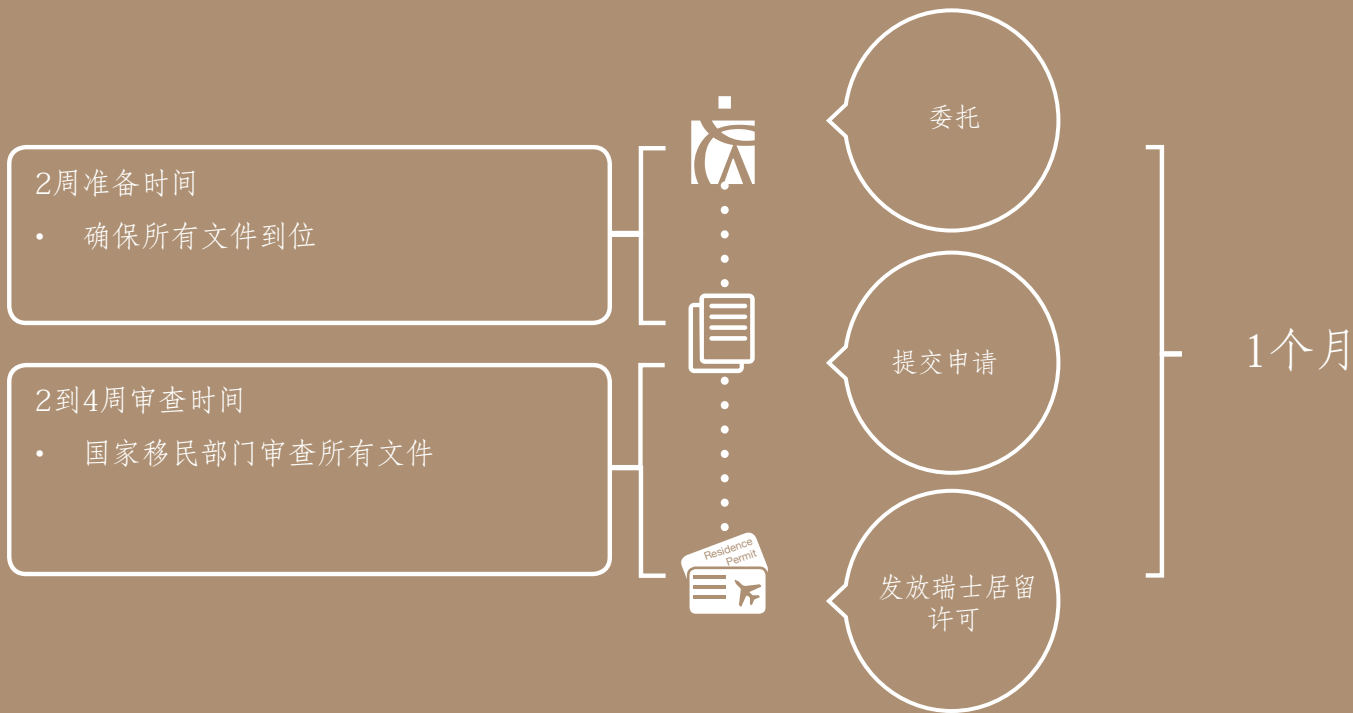 委托
2周准备时间
• 确保所有文件到位
提交申请
1个月
2到4周审查时间
• 国家移民部门审查所有文件
Residence
Permit
发放瑞士居留
许可